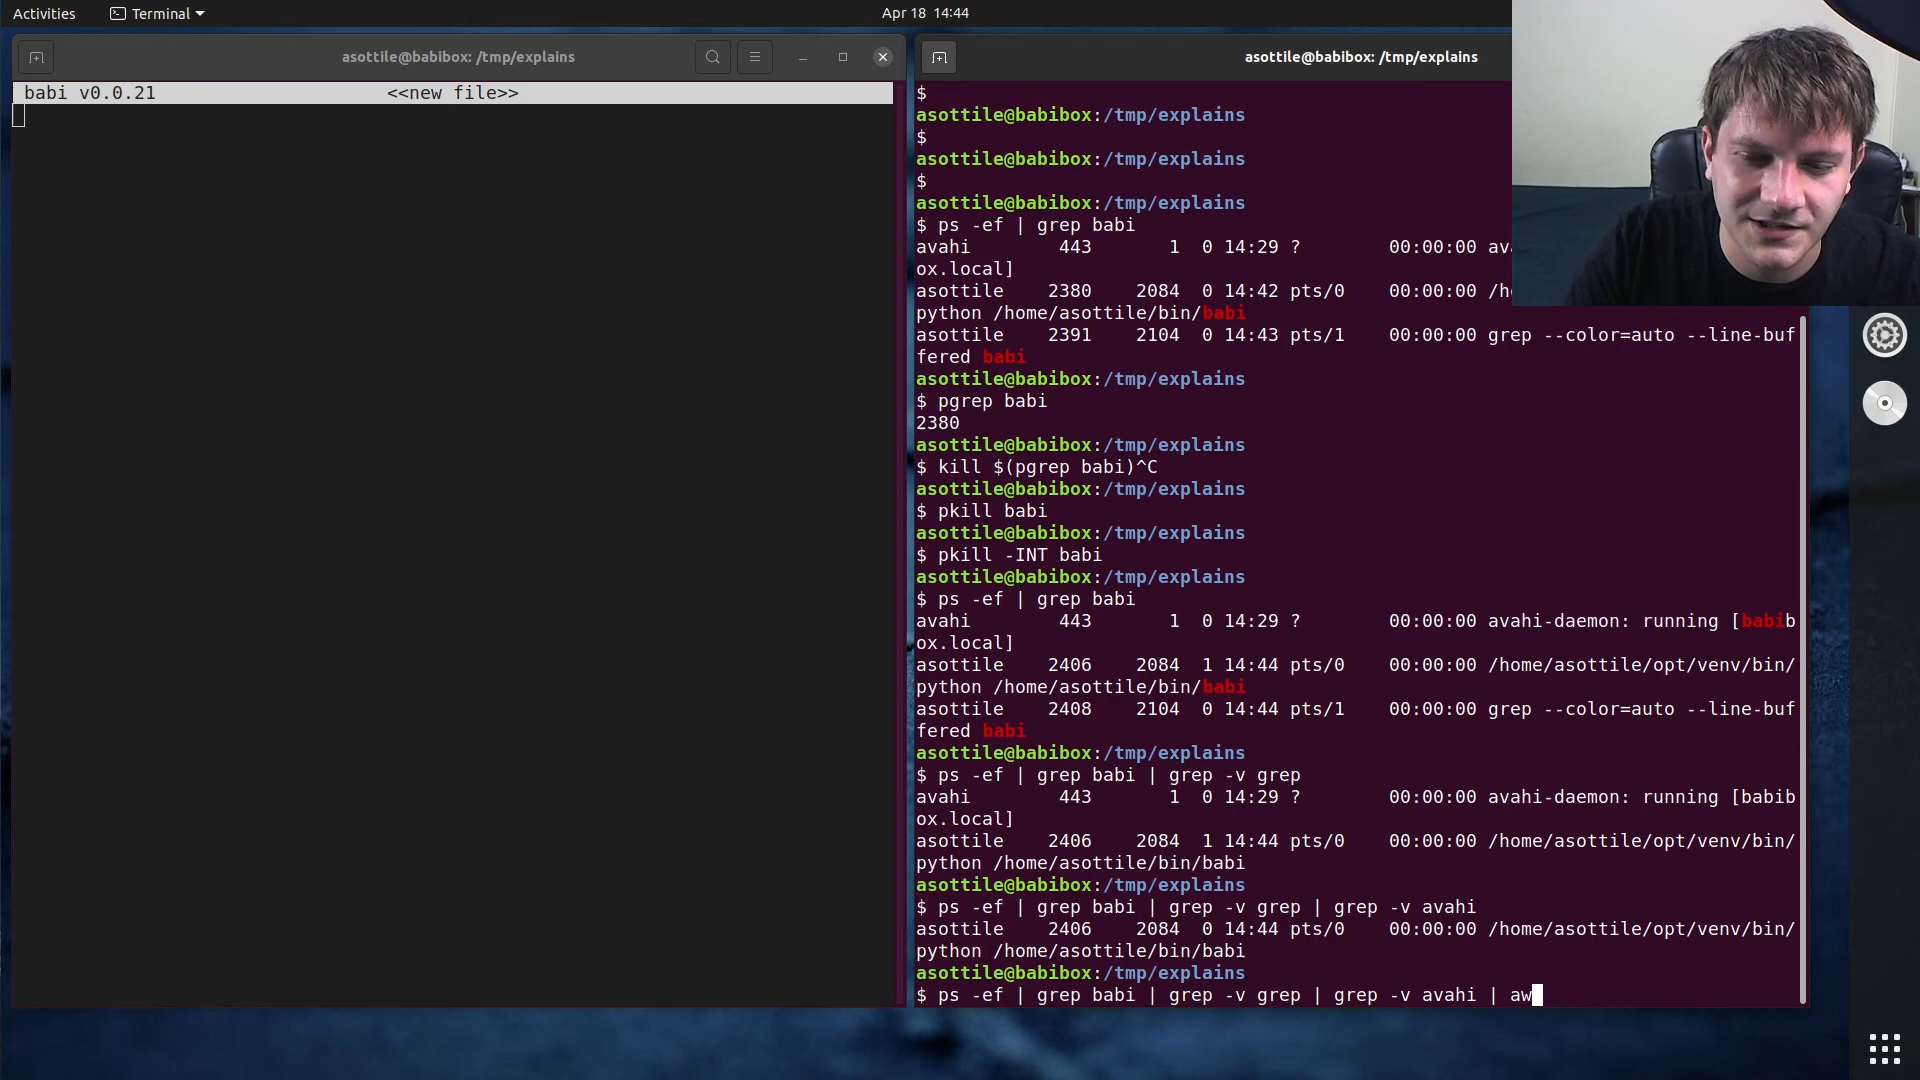 Activities
Terminal
Apr 18 14:44
asottile@babibox: /tmp/explains
babi v0.0.21 <<new file>>
asottile@babibox: /tmp/explains
$
asottile@babibox:/tmp/explains
$
asottile@babibox:/tmp/explains
$
asottile@babibox:/tmp/explains
$ ps -ef | grep babi
avahi 443 1 0 14:29 ? 00:00:00
ox.local]
asottile 2380 2084 0 14:42 pts/0 00:00:00
python /home/asottile/bin/babi
asottile 2391 2104 0 14:43 pts/1 00:00:00 grep --color=auto --line-buf
fered babi
asottile@babibox:/tmp/explains
$ pgrep babi
2380
asottile@babibox:/tmp/explains
$ kill $(pgrep babi)^C
asottile@babibox:/tmp/explains
$ pkill babi
asottile@babibox:/tmp/explains
$ pkill -INT babi
asottile@babibox:/tmp/explains
$ ps -ef | grep babi
avahi 443 1 0 14:29 ? 00:00:00 avahi-daemon: running [babib
ox.local]
asottile 2406 2084 1 14:44 pts/0 00:00:00 /home/asottile/opt/venv/bin/
python /home/asottile/bin/babi
asottile 2408 2104 0 14:44 pts/1 00:00:00 grep --color=auto --line-buf
fered babi
asottile@babibox:/tmp/explains
$ ps -ef | grep babi | grep -v grep
avahi 443 1 0 14:29 ? 00:00:00 avahi-daemon: running [babib
ox.local]
asottile 2406 2084 1 14:44 pts/0 00:00:00 /home/asottile/opt/venv/bin/
python /home/asottile/bin/babi
asottile@babibox:/tmp/explains
$ ps -ef | grep babi | grep -v grep | grep -v avahi
asottile 2406 2084 0 14:44 pts/0 00:00:00 /home/asottile/opt/venv/bin/
python /home/asottile/bin/babi
asottile@babibox:/tmp/explains
$ ps -ef | grep babi | grep -v grep | grep -v avahi | aw